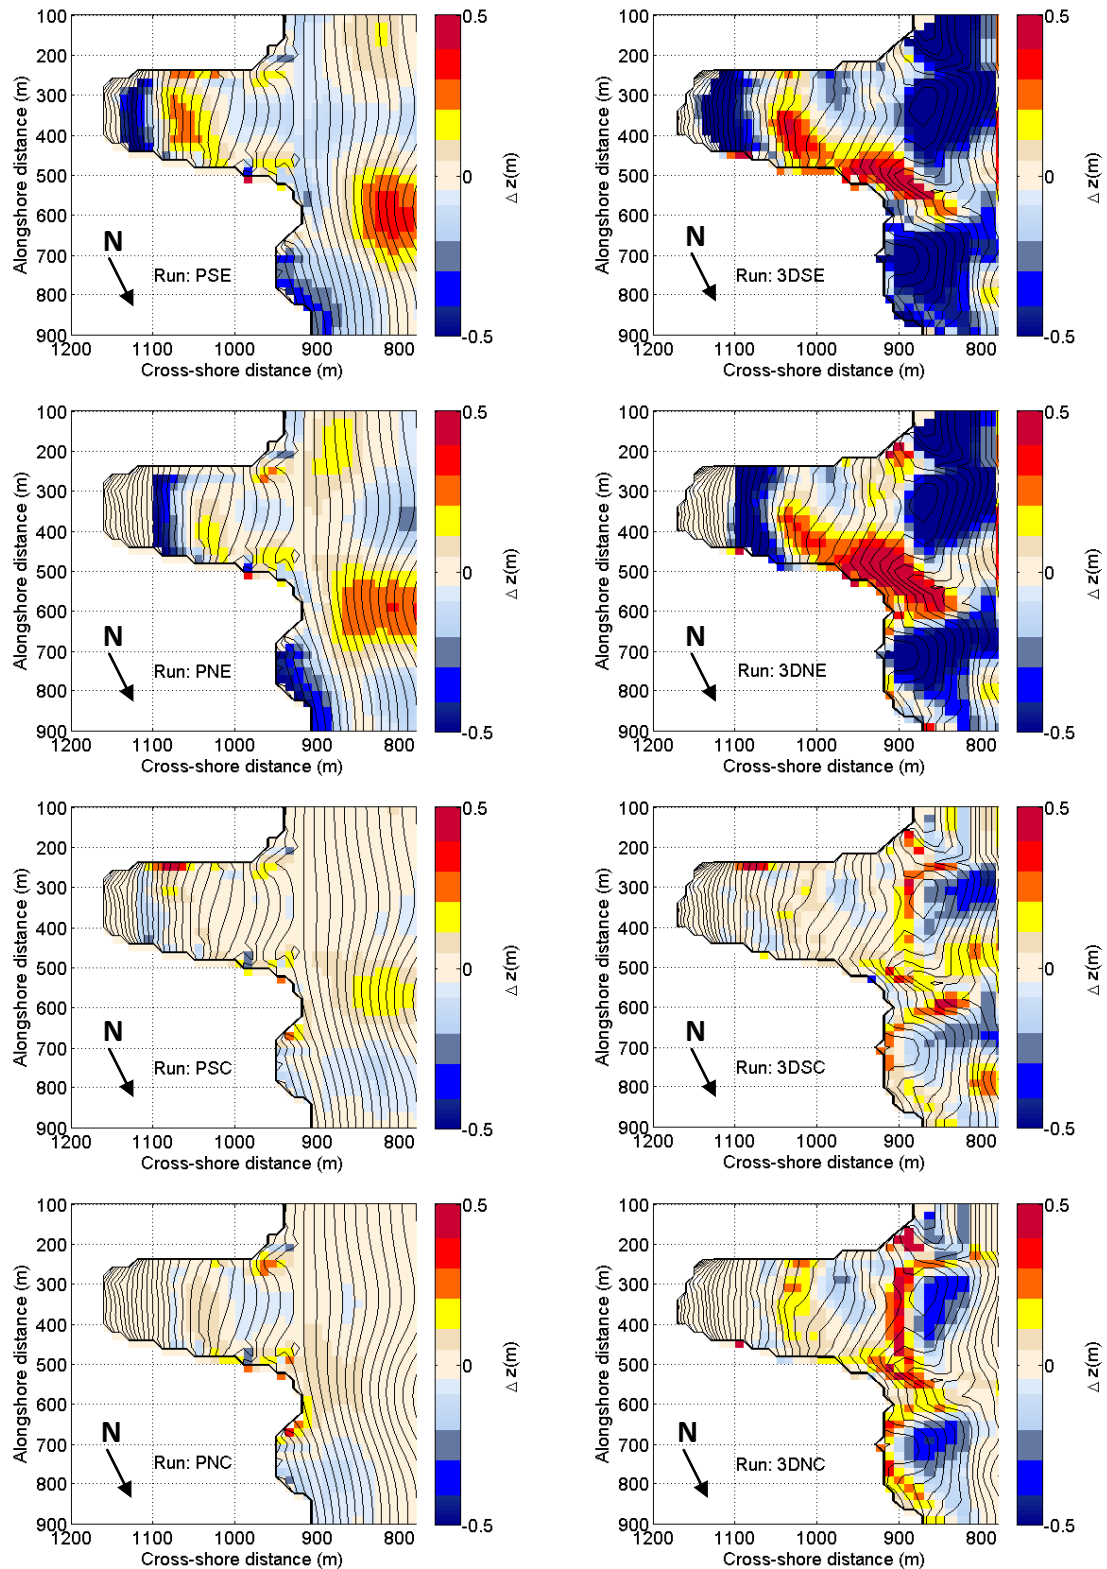 100
200
300
400
500
600
700
800
900
Alongshore distance (m)
N
Run: PSE
1200 1100 1000 900 800
Cross-shore distance (m)
0.5
0
-0.5
Δ z(m)
100
200
300
400
500
600
700
800
900
Alongshore distance (m)
N
Run: 3DSE
1200 1100 1000 900 800
Cross-shore distance (m)
0.5
0
-0.5
Δ z(m)
100
200
300
400
500
600
700
800
900
Alongshore distance (m)
N
Run: PNE
1200 1100 1000 900 800
Cross-shore distance (m)
0.5
0
-0.5
Δ z(m)
100
200
300
400
500
600
700
800
900
Alongshore distance (m)
N
Run: 3DNE
1200 1100 1000 900 800
Cross-shore distance (m)
0.5
0
-0.5
Δ z(m)
100
200
300
400
500
600
700
800
900
Alongshore distance (m)
N
Run: PSC
1200 1100 1000 900 800
Cross-shore distance (m)
0.5
0
-0.5
Δ z(m)
100
200
300
400
500
600
700
800
900
Alongshore distance (m)
N
Run: 3DSC
1200 1100 1000 900 800
Cross-shore distance (m)
0.5
0
-0.5
Δ z(m)
100
200
300
400
500
600
700
800
900
Alongshore distance (m)
N
Run: PNC
1200 1100 1000 900 800
Cross-shore distance (m)
0.5
0
-0.5
Δ z(m)
100
200
300
400
500
600
700
800
900
Alongshore distance (m)
N
Run: 3DNC
1200 1100 1000 900 800
Cross-shore distance (m)
0.5
0
-0.5
Δ z(m)